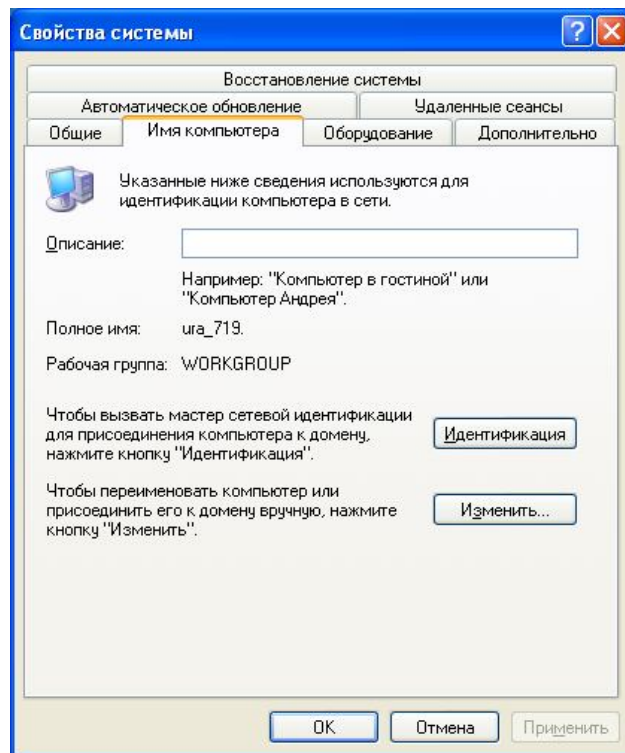 Свойства системы
Восстановление системы
Автоматическое обновление Удаленные сеансы
Общие Имя компьютера Оборудование Дополнительно
Указанные ниже сведения используются для
идентификации компьютера в сети.
Описание:
Например: "Компьютер в гостиной" или
"Компьютер Андрея".
Полное имя: ura_719.
Рабочая группа: WORKGROUP
Чтобы вызвать мастер сетевой идентификации
для присоединения компьютера к домену,
нажмите кнопку "Идентификация".
Идентификация
Чтобы переименовать компьютер или
присоединить его к домену вручную, нажмите
кнопку "Изменить".
Изменить...
OK Отмена Применить